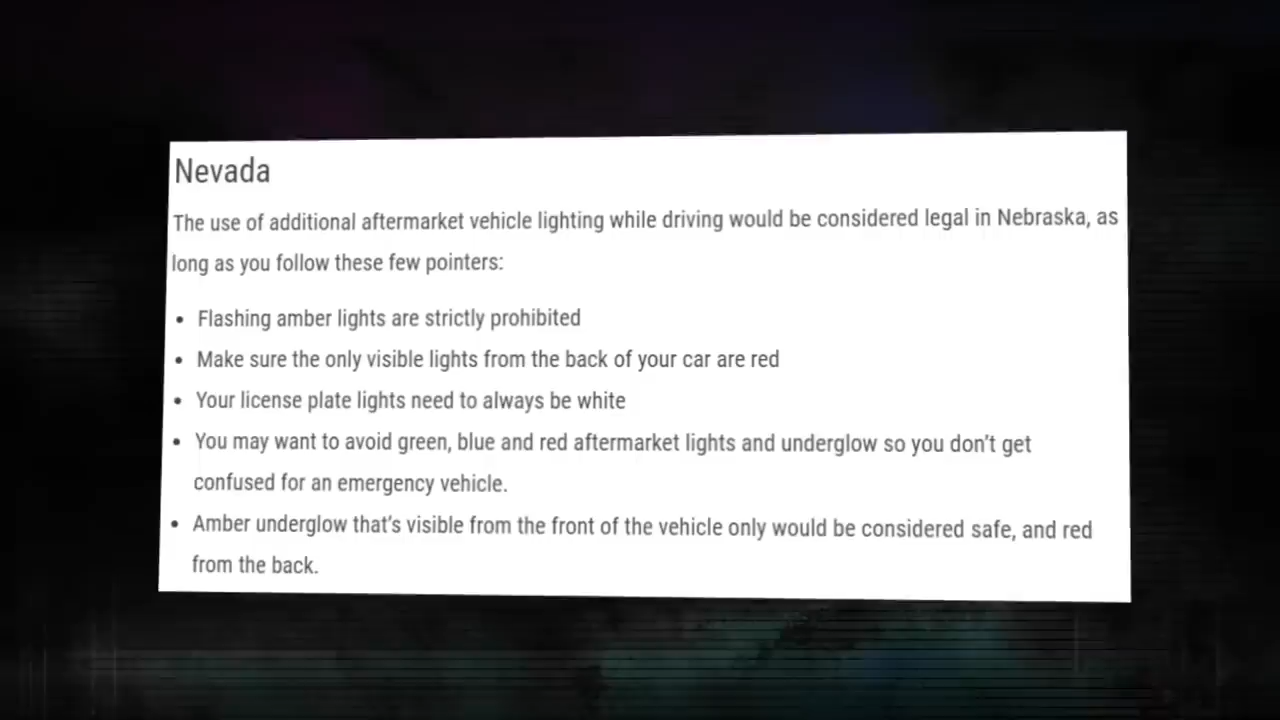 Nevada
The use of additional aftermarket vehicle lighting while driving would be considered legal in Nebraska, as
long as you follow these few pointers:
• Flashing amber lights are strictly prohibited
• Make sure the only visible lights from the back of your car are red
• Your license plate lights need to always be white
• You may want to avoid green, blue and red aftermarket lights and underglow so you don't get
confused for an emergency vehicle.
• Amber underglow that's visible from the front of the vehicle only would be considered safe, and red
from the back.